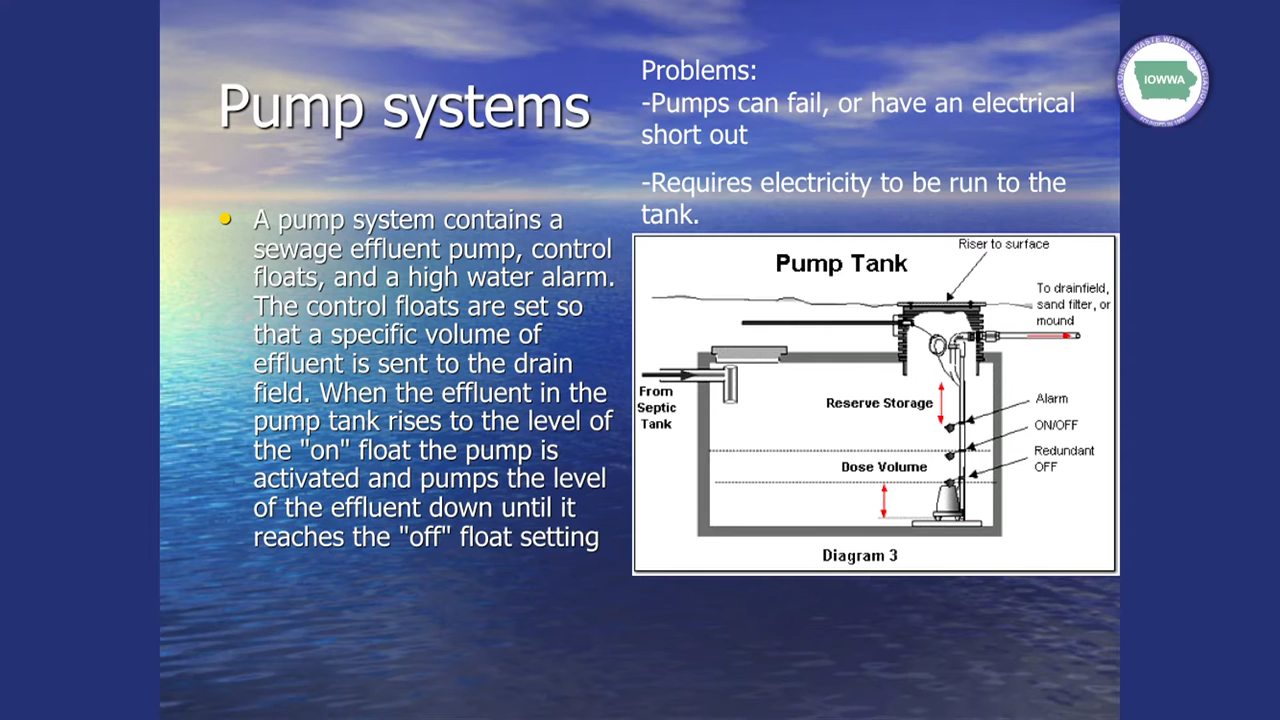 Pump systems
Problems:
-Pumps can fail, or have an electrical
short out
-Requires electricity to be run to the
tank.
• A pump system contains a
sewage effluent pump, control
floats, and a high water alarm.
The control floats are set so
that a specific volume of
effluent is sent to the drain
field. When the effluent in the
pump tank rises to the level of
the "on" float the pump is
activated and pumps the level
of the effluent down until it
reaches the "off" float setting
Pump Tank
Riser to surface
To drainfield,
sand filter, or
mound
From
Septic
Tank
Reserve Storage
Alarm
ON/OFF
Dose Volume
Redundant
OFF
Diagram 3
IOWA ONSITE WASTE WATER ASSOCIATION
IOWWA